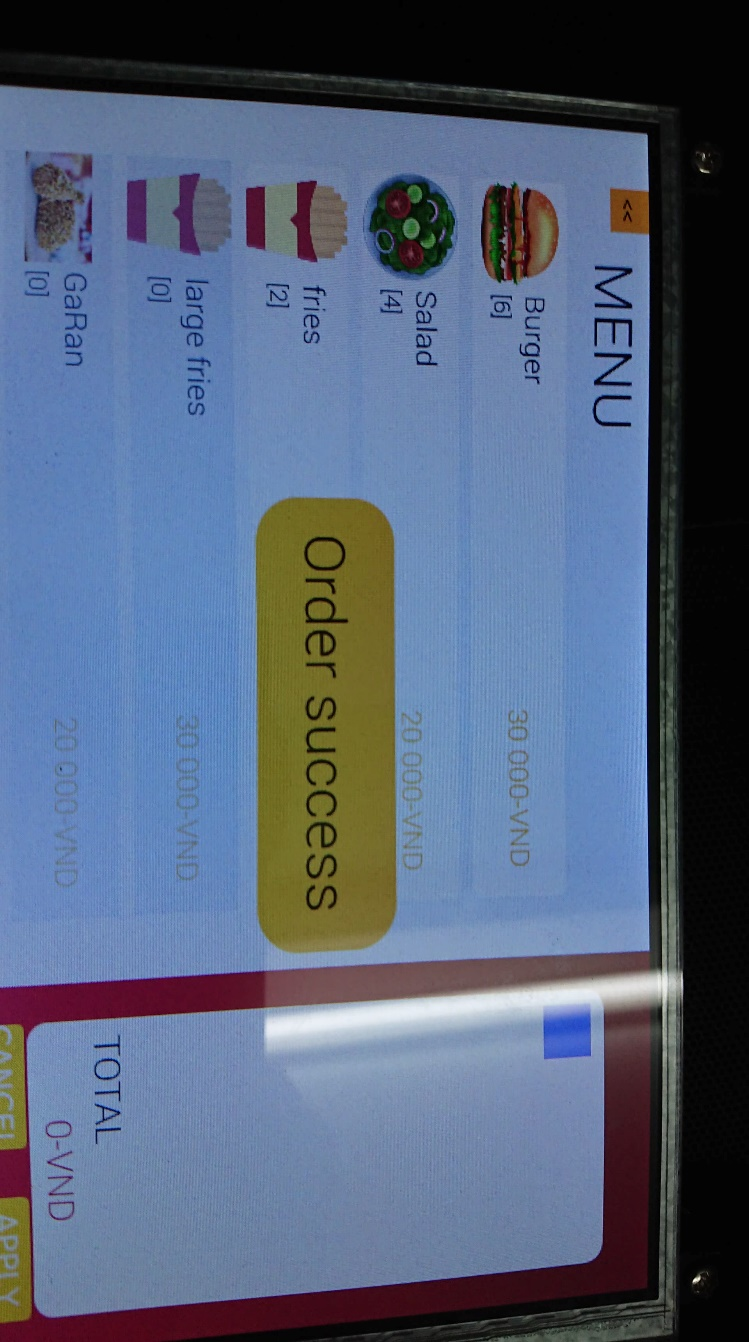 << MENU
Burger
[6]
30 000-VND
Salad
[4]
20 000-VND
fries
[2]
Order success
large fries
[0]
30 000-VND
GaRan
[0]
20 000-VND
TOTAL
0-VND
CANCEL
APPLY